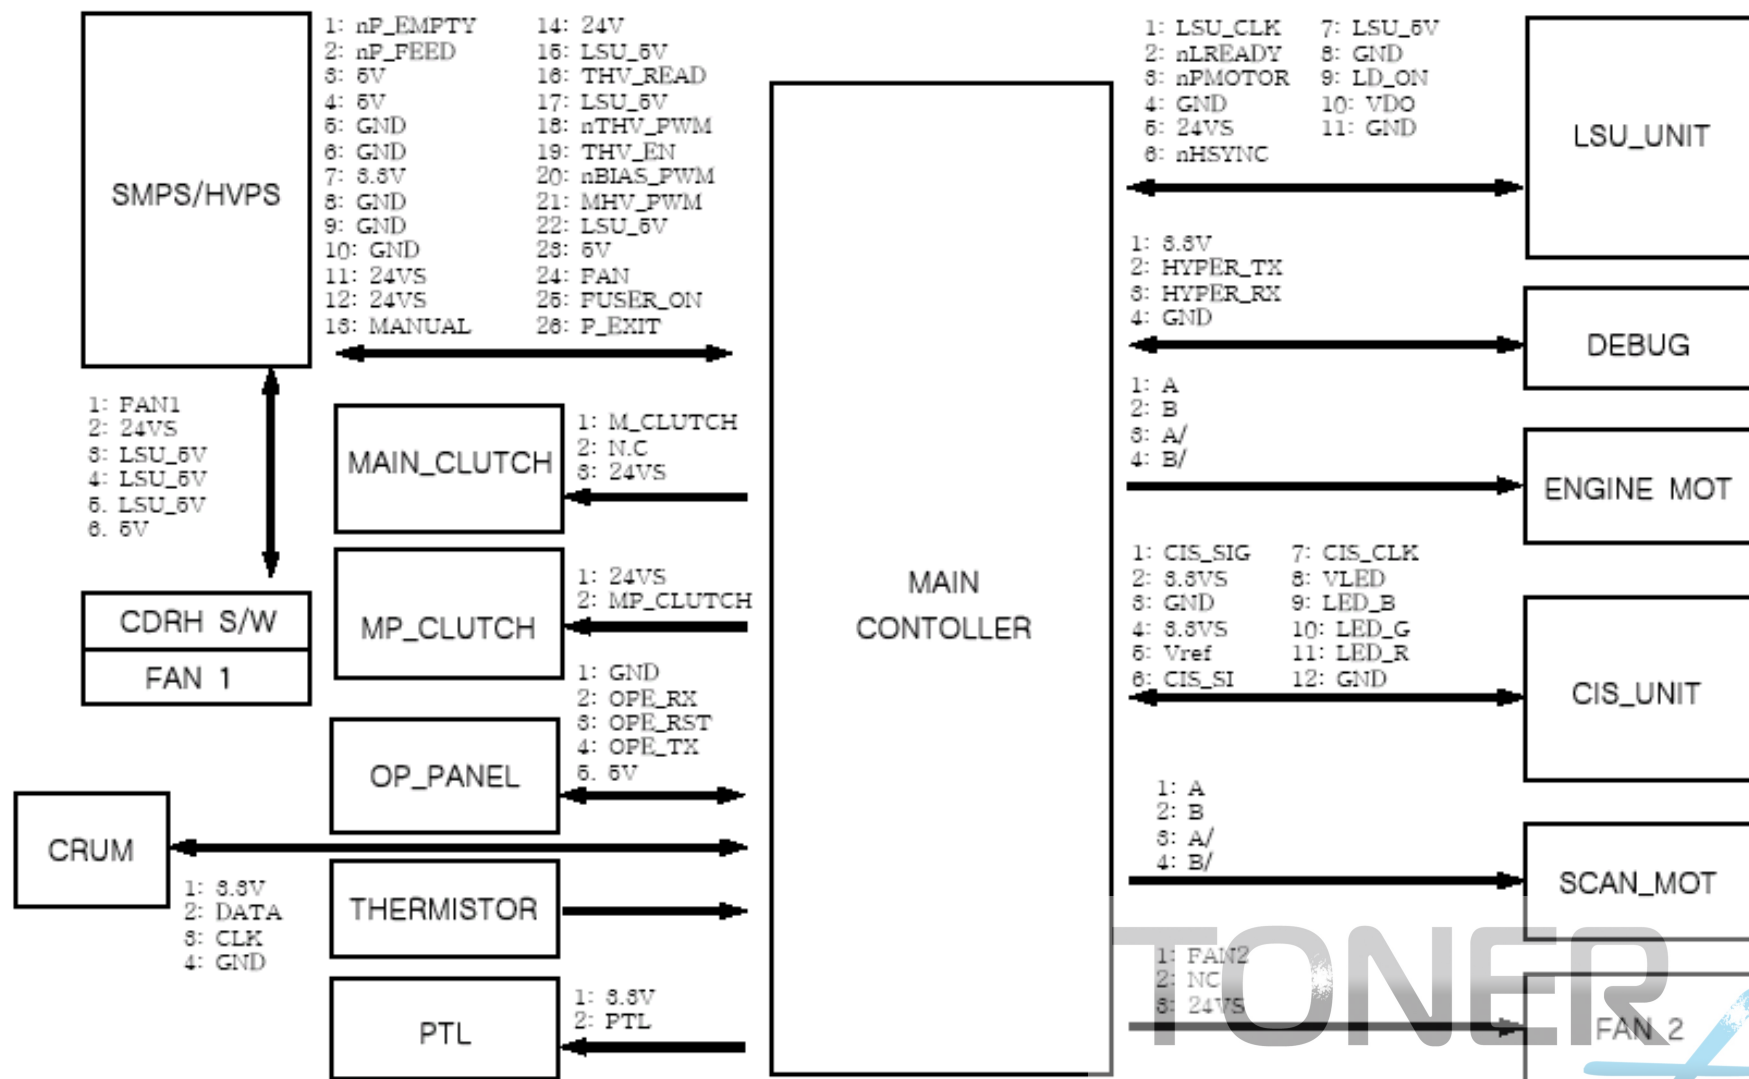 SMPS/HVPS
1: nP_EMPTY
2: nP_FEED
3: 5V
4: 5V
5: GND
6: GND
7: 3.3V
8: GND
9: GND
10: GND
11: 24VS
12: 24VS
13: MANUAL
14: 24V
15: LSU_5V
16: THV_READ
17: LSU_5V
18: nTHV_PWM
19: THV_EN
20: nBIAS_PWM
21: MHV_PWM
22: LSU_5V
23: 5V
24: FAN
25: FUSER_ON
26: P_EXIT
1: FAN1
2: 24VS
3: LSU_5V
4: LSU_5V
5. LSU_5V
6. 5V
CDRH S/W
FAN 1
MAIN_CLUTCH
1: M_CLUTCH
2: N.C
3: 24VS
MP_CLUTCH
1: 24VS
2: MP_CLUTCH
OP_PANEL
1: GND
2: OPE_RX
3: OPE_RST
4: OPE_TX
5. 5V
CRUM
1: 3.3V
2: DATA
3: CLK
4: GND
THERMISTOR
PTL
1: 3.3V
2: PTL
MAIN
CONTOLLER
1: LSU_CLK
2: nLREADY
3: nPMOTOR
4: GND
5: 24VS
6: nHSYNC
7: LSU_5V
8: GND
9: LD_ON
10: VDO
11: GND
LSU_UNIT
1: 3.3V
2: HYPER_TX
3: HYPER_RX
4: GND
DEBUG
1: A
2: B
3: A/
4: B/
ENGINE MOT
1: CIS_SIG
2: 3.3VS
3: GND
4: 3.3VS
5: Vref
6: CIS_SI
7: CIS_CLK
8: VLED
9: LED_B
10: LED_G
11: LED_R
12: GND
CIS_UNIT
1: A
2: B
3: A/
4: B/
SCAN_MOT
1: FAN2
2: NC
3: 24VS
FAN 2
TONER